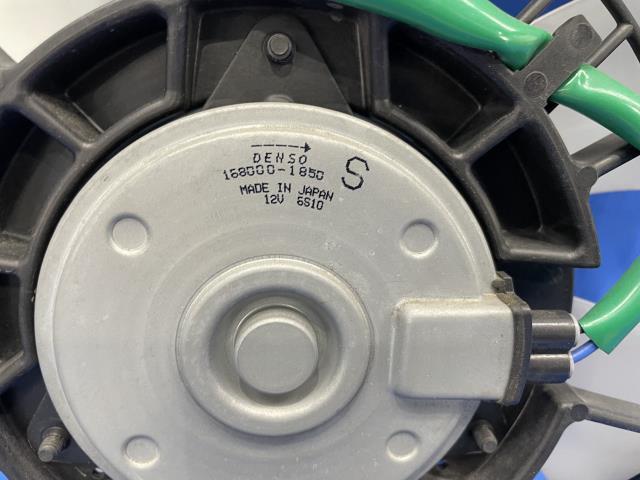 DENSO
168000-1850 S
MADE IN JAPAN
12V 6S10